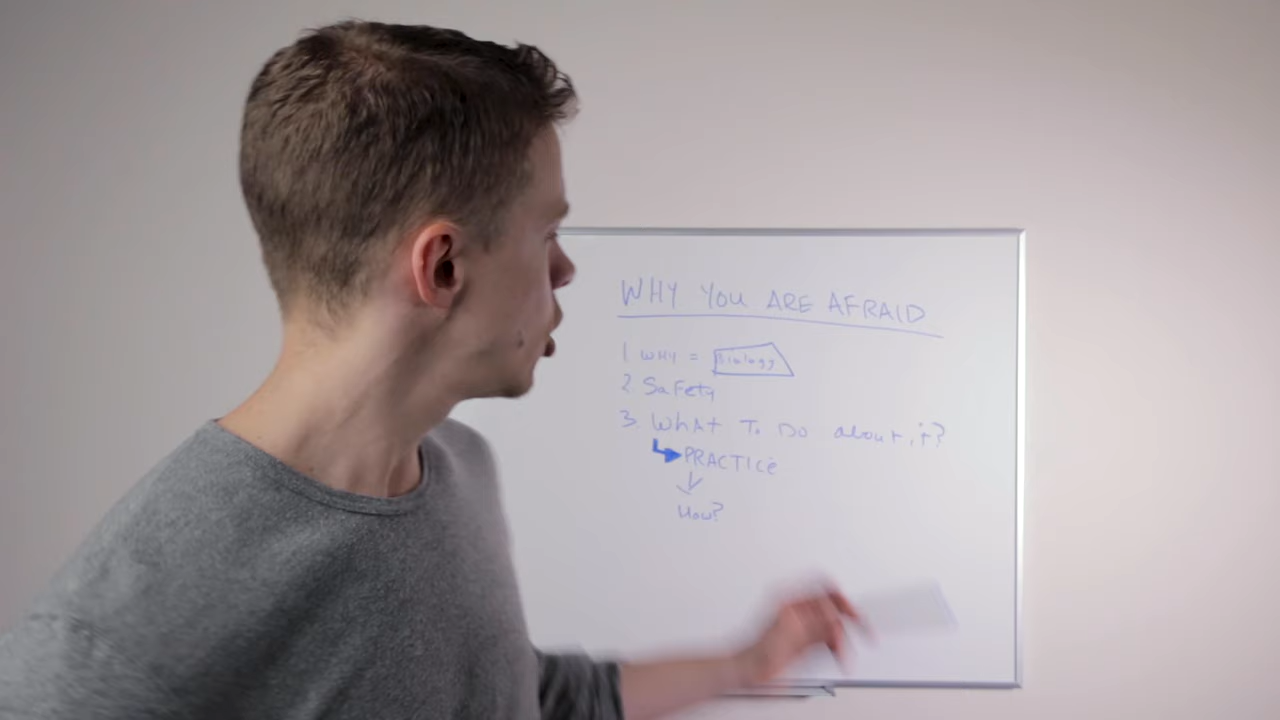 WHY YOU ARE AFRAID
1 WHY = Biology
2 SaFety
3. WhAT To Do about it?
PRACTICe
How?